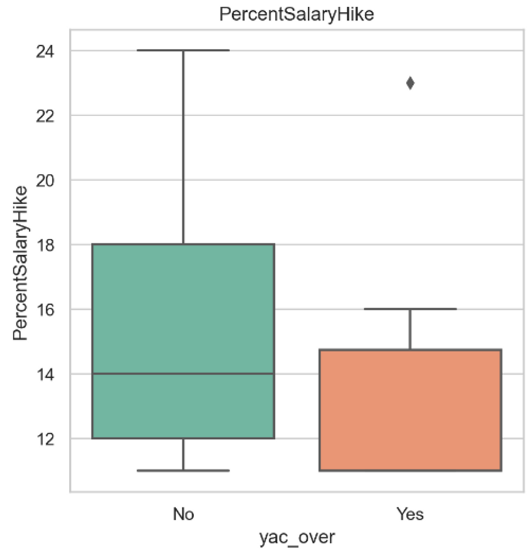 PercentSalaryHike
PercentSalaryHike
24
22
20
18
16
14
12
No
Yes
yac_over